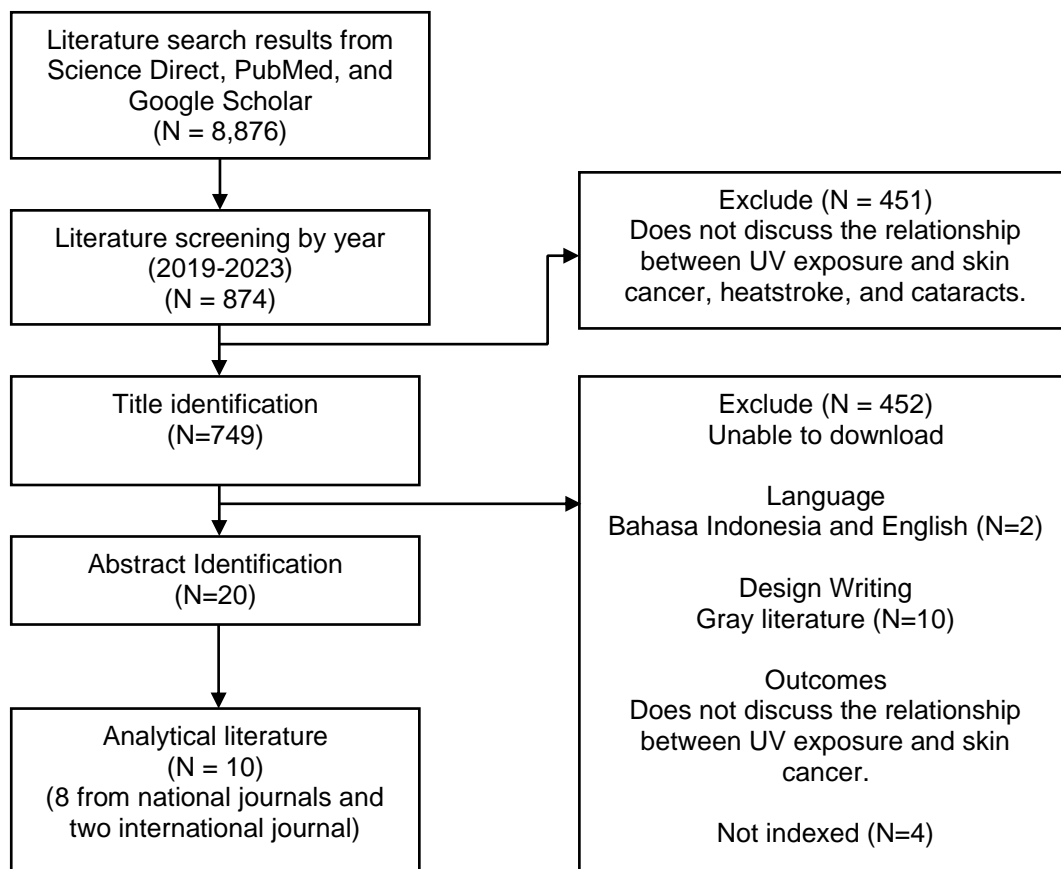 Literature search results from
Science Direct, PubMed, and
Google Scholar
(N = 8,876)
Literature screening by year
(2019-2023)
(N = 874)
Exclude (N = 451)
Does not discuss the relationship
between UV exposure and skin
cancer, heatstroke, and cataracts.
Title identification
(N=749)
Exclude (N = 452)
Unable to download
Language
Bahasa Indonesia and English (N=2)
Design Writing
Gray literature (N=10)
Outcomes
Does not discuss the relationship
between UV exposure and skin
cancer.
Not indexed (N=4)
Abstract Identification
(N=20)
Analytical literature
(N = 10)
(8 from national journals and
two international journal)